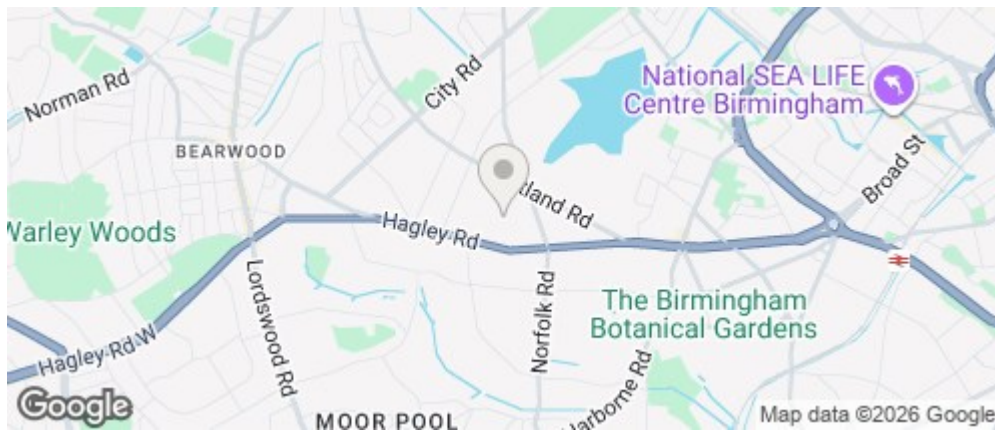 National SEA LIFE
Centre Birmingham
City Rd
Norman Rd
BEARWOOD
Broad St
tland Rd
Warley Woods
Hagley Rd
Lordswood Rd
Norfolk Rd
The Birmingham
Botanical Gardens
Hagley Rd W
Harborne Rd
MOOR POOL
Google
Map data ©2026 Google